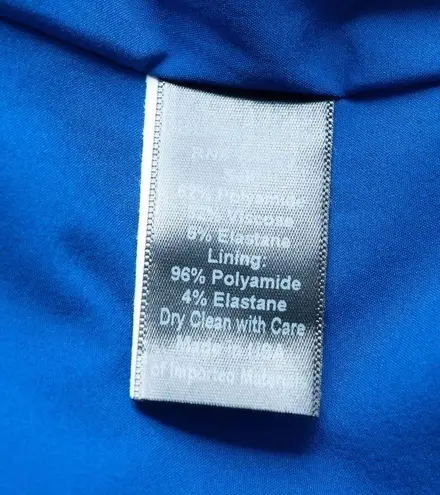 62% Polyamide
Viscose
6% Elastane
Lining:
96% Polyamide
4% Elastane
Dry Clean with Care
Made in USA
of Imported Materials